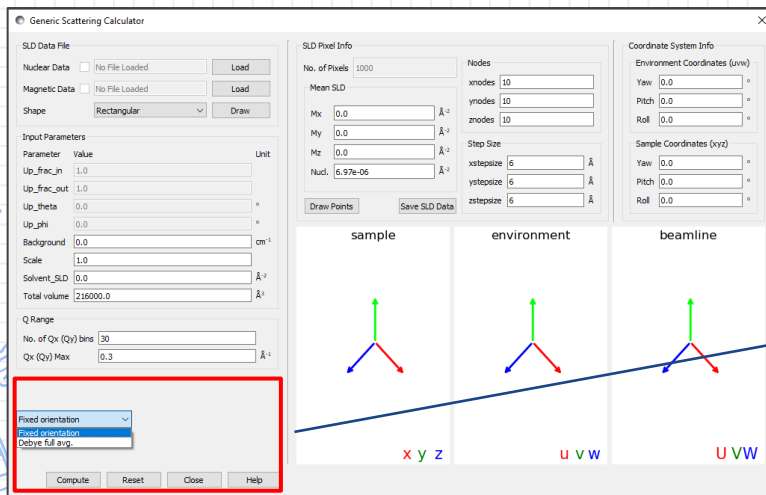 Generic Scattering Calculator
SLD Data File
Nuclear Data No File Loaded Load
Magnetic Data No File Loaded Load
Shape Rectangular Draw
Input Parameters
Parameter Value Unit
Up_frac_in 1.0
Up_frac_out 1.0
Up_theta 0.0 °
Up_phi 0.0 °
Background 0.0 cm⁻¹
Scale 1.0
Solvent_SLD 0.0 Å⁻²
Total volume 216000.0 Å³
Q Range
No. of Qx (Qy) bins 30
Qx (Qy) Max 0.3 Å⁻¹
Fixed orientation
Fixed orientation
Debye full avg.
Compute Reset Close Help
SLD Pixel Info
No. of Pixels 1000
Mean SLD
Mx 0.0 Å⁻²
My 0.0 Å⁻²
Mz 0.0 Å⁻²
Nucl. 6.97e-06 Å⁻²
Draw Points Save SLD Data
Nodes
xnodes 10
ynodes 10
znodes 10
Step Size
xstepsize 6 Å
ystepsize 6 Å
zstepsize 6 Å
Coordinate System Info
Environment Coordinates (uvw)
Yaw 0.0 °
Pitch 0.0 °
Roll 0.0 °
Sample Coordinates (xyz)
Yaw 0.0 °
Pitch 0.0 °
Roll 0.0 °
sample environment beamline
x y z u v w U V W